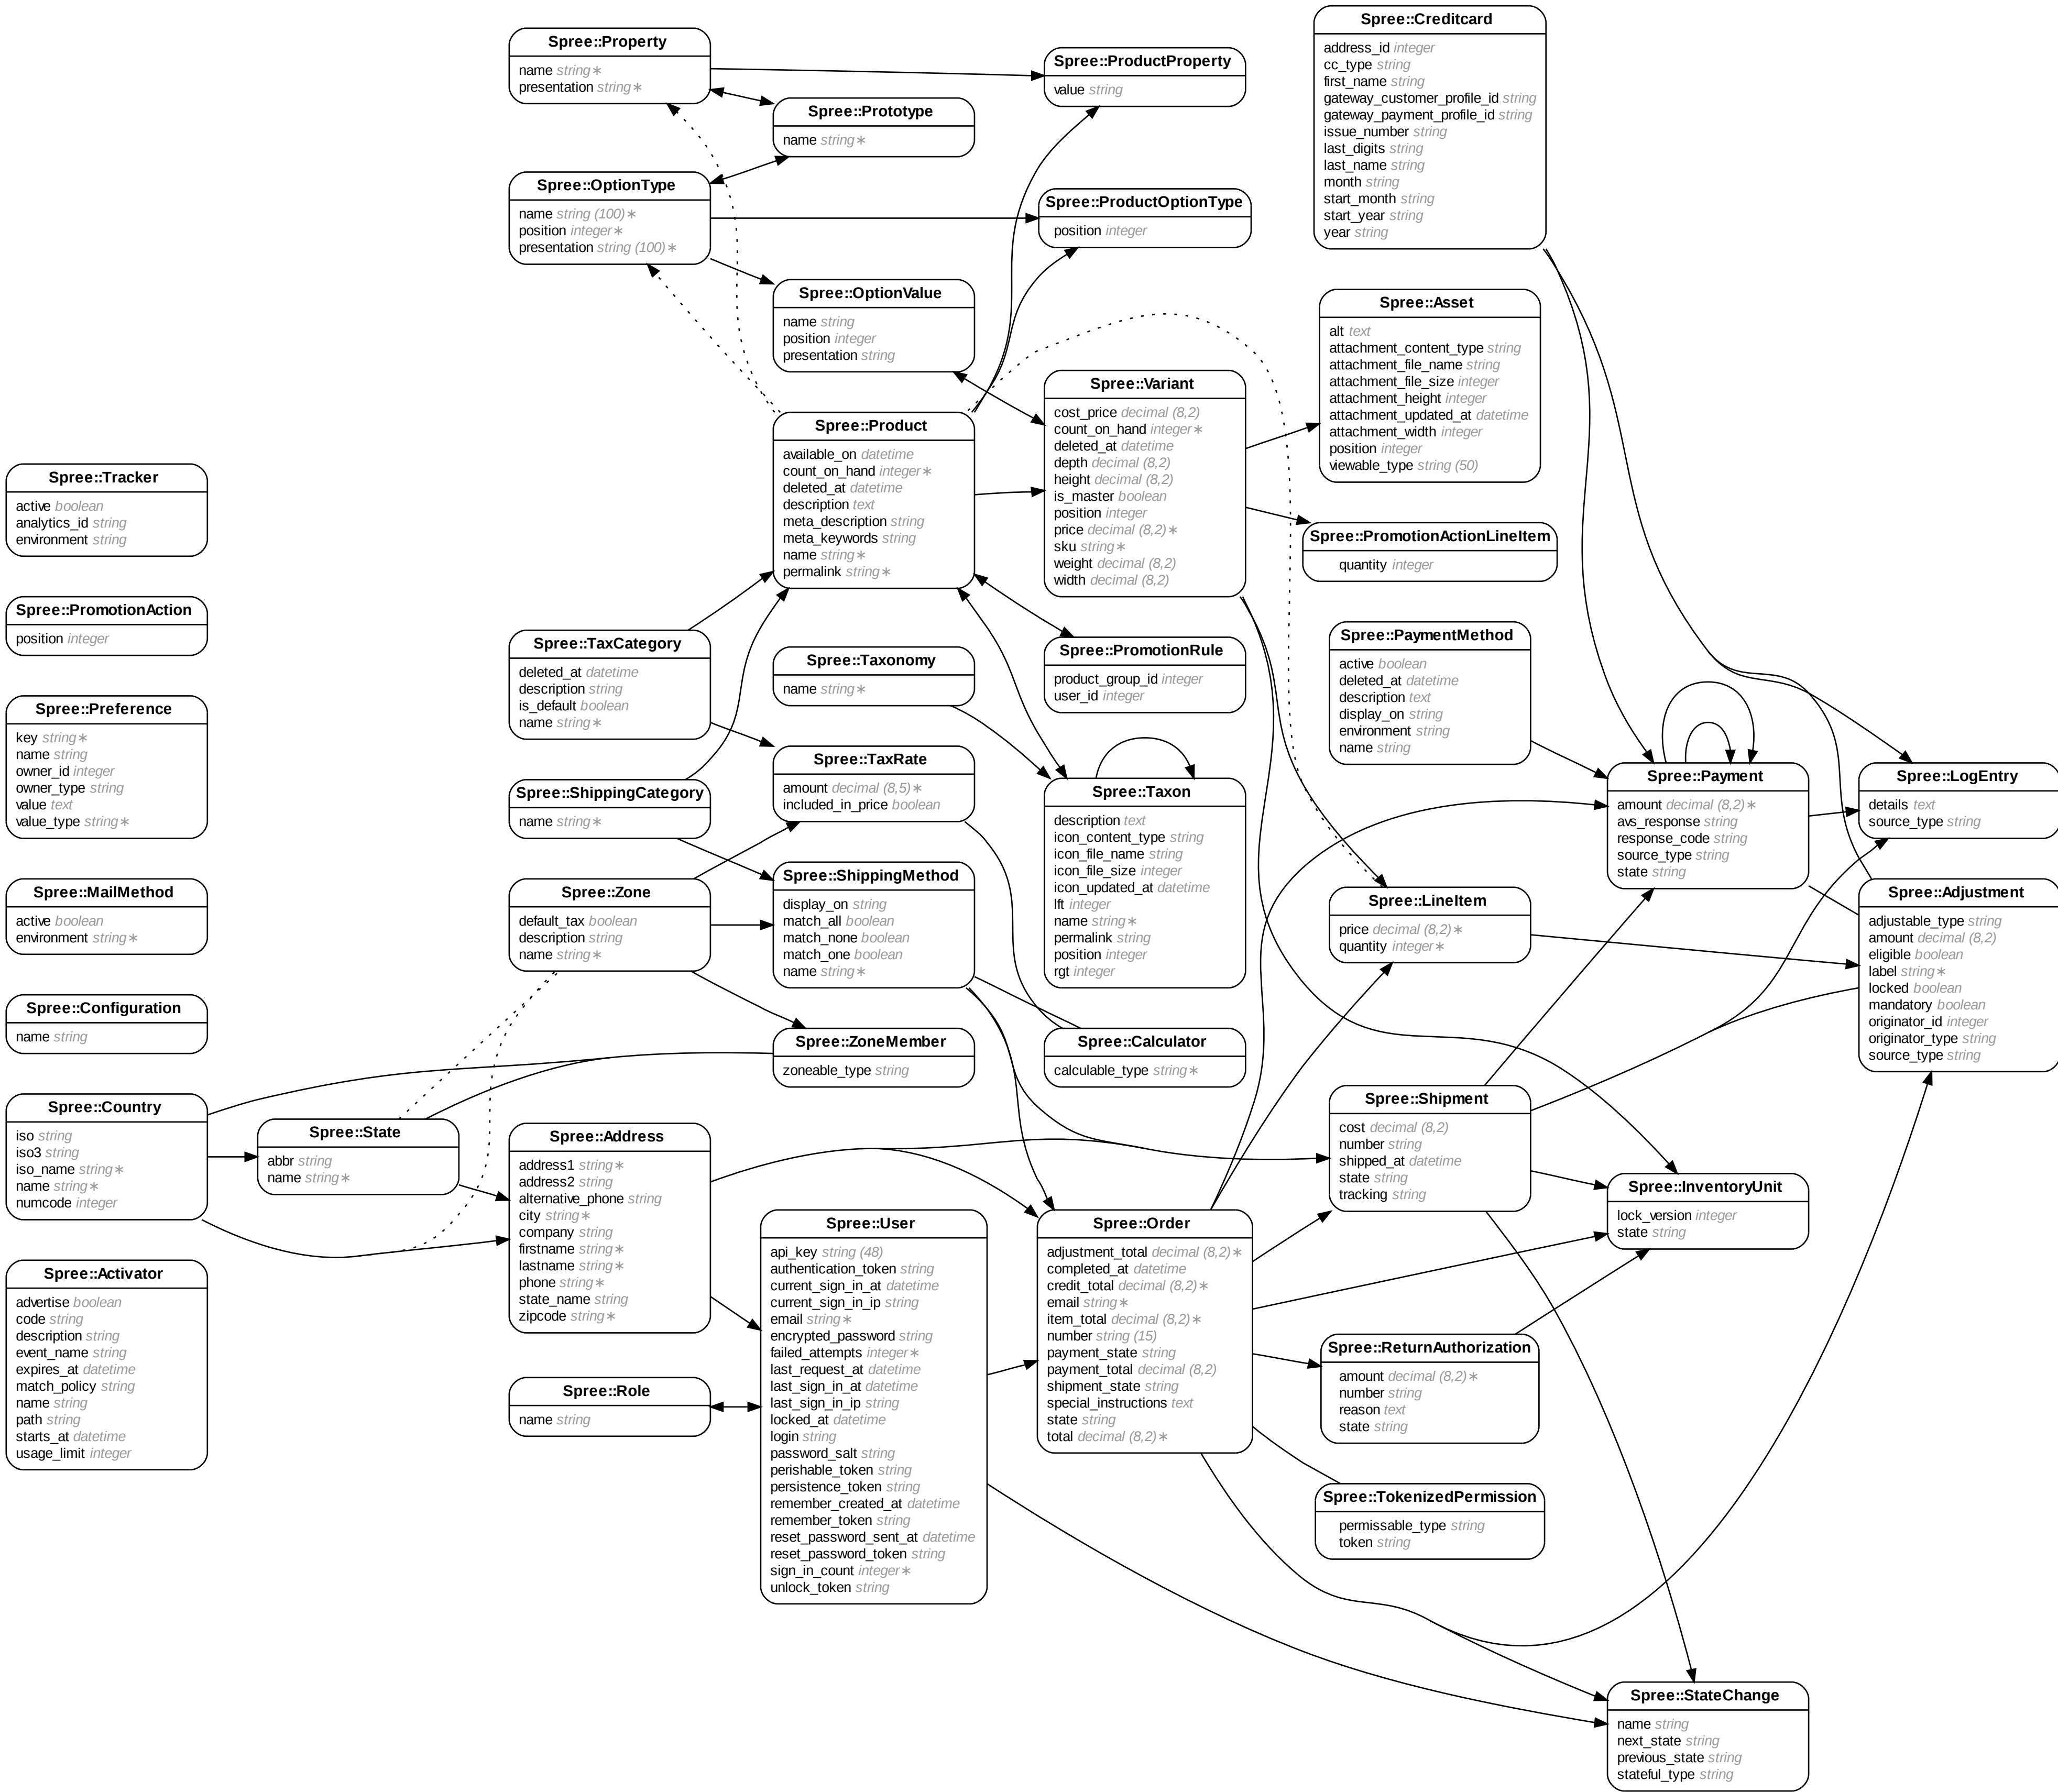 Spree::Tracker
active boolean
analytics_id string
environment string
Spree::PromotionAction
position integer
Spree::Preference
key string∗
name string
owner_id integer
owner_type string
value text
value_type string∗
Spree::MailMethod
active boolean
environment string∗
Spree::Configuration
name string
Spree::Country
iso string
iso3 string
iso_name string∗
name string∗
numcode integer
Spree::Activator
advertise boolean
code string
description string
event_name string
expires_at datetime
match_policy string
name string
path string
starts_at datetime
usage_limit integer
Spree::State
abbr string
name string∗
Spree::Property
name string∗
presentation string∗
Spree::OptionType
name string (100)∗
position integer∗
presentation string (100)∗
Spree::TaxCategory
deleted_at datetime
description string
is_default boolean
name string∗
Spree::ShippingCategory
name string∗
Spree::Zone
default_tax boolean
description string
name string∗
Spree::Address
address1 string∗
address2 string
alternative_phone string
city string∗
company string
firstname string∗
lastname string∗
phone string∗
state_name string
zipcode string∗
Spree::Role
name string
Spree::Prototype
name string∗
Spree::OptionValue
name string
position integer
presentation string
Spree::Product
available_on datetime
count_on_hand integer∗
deleted_at datetime
description text
meta_description string
meta_keywords string
name string∗
permalink string∗
Spree::Taxonomy
name string∗
Spree::TaxRate
amount decimal (8,5)∗
included_in_price boolean
Spree::ShippingMethod
display_on string
match_all boolean
match_none boolean
match_one boolean
name string∗
Spree::ZoneMember
zoneable_type string
Spree::User
api_key string (48)
authentication_token string
current_sign_in_at datetime
current_sign_in_ip string
email string∗
encrypted_password string
failed_attempts integer∗
last_request_at datetime
last_sign_in_at datetime
last_sign_in_ip string
locked_at datetime
login string
password_salt string
perishable_token string
persistence_token string
remember_created_at datetime
remember_token string
reset_password_sent_at datetime
reset_password_token string
sign_in_count integer∗
unlock_token string
Spree::ProductProperty
value string
Spree::ProductOptionType
position integer
Spree::Variant
cost_price decimal (8,2)
count_on_hand integer∗
deleted_at datetime
depth decimal (8,2)
height decimal (8,2)
is_master boolean
position integer
price decimal (8,2)∗
sku string∗
weight decimal (8,2)
width decimal (8,2)
Spree::PromotionRule
product_group_id integer
user_id integer
Spree::Taxon
description text
icon_content_type string
icon_file_name string
icon_file_size integer
icon_updated_at datetime
lft integer
name string∗
permalink string
position integer
rgt integer
Spree::Calculator
calculable_type string∗
Spree::Order
adjustment_total decimal (8,2)∗
completed_at datetime
credit_total decimal (8,2)∗
email string∗
item_total decimal (8,2)∗
number string (15)
payment_state string
payment_total decimal (8,2)
shipment_state string
special_instructions text
state string
total decimal (8,2)∗
Spree::Creditcard
address_id integer
cc_type string
first_name string
gateway_customer_profile_id string
gateway_payment_profile_id string
issue_number string
last_digits string
last_name string
month string
start_month string
start_year string
year string
Spree::Asset
alt text
attachment_content_type string
attachment_file_name string
attachment_file_size integer
attachment_height integer
attachment_updated_at datetime
attachment_width integer
position integer
viewable_type string (50)
Spree::PromotionActionLineItem
quantity integer
Spree::PaymentMethod
active boolean
deleted_at datetime
description text
display_on string
environment string
name string
Spree::LineItem
price decimal (8,2)∗
quantity integer∗
Spree::Shipment
cost decimal (8,2)
number string
shipped_at datetime
state string
tracking string
Spree::ReturnAuthorization
amount decimal (8,2)∗
number string
reason text
state string
Spree::TokenizedPermission
permissable_type string
token string
Spree::Payment
amount decimal (8,2)∗
avs_response string
response_code string
source_type string
state string
Spree::InventoryUnit
lock_version integer
state string
Spree::StateChange
name string
next_state string
previous_state string
stateful_type string
Spree::LogEntry
details text
source_type string
Spree::Adjustment
adjustable_type string
amount decimal (8,2)
eligible boolean
label string∗
locked boolean
mandatory boolean
originator_id integer
originator_type string
source_type string